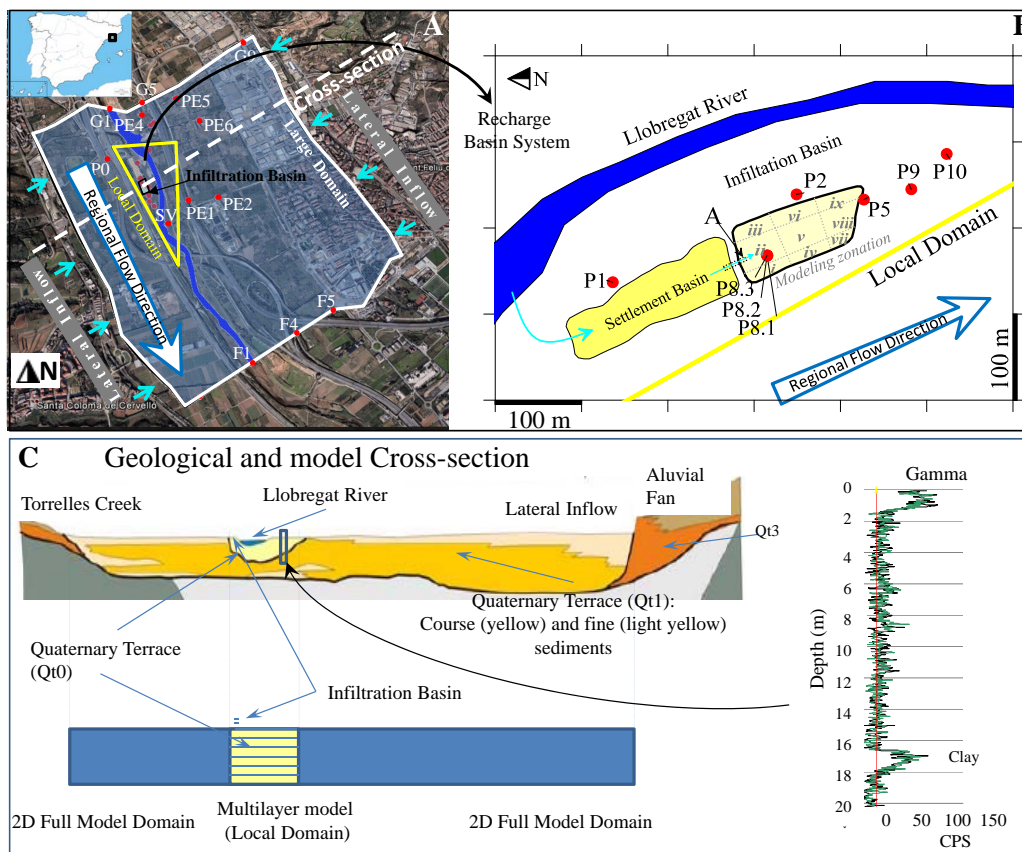 A
G9
G5
PE5
G1
PE4
PE6
Cross-section
P0
Lateral Inflow
Large Domain
Infiltration Basin
Local Domain
PE2
PE1
SV
Regional Flow Direction
Lateral Inflow
F5
F4
F1
N
Santa Coloma de Cervelló
Recharge
Basin System
N
Llobregat River
Infiltation Basin
P10
P9
P2
P5
A
iii
vi
ix
ii
v
viii
i
iv
vii
Modeling zonation
P1
Settlement Basin
P8.3
P8.2
P8.1
Local Domain
Regional Flow Direction
100 m
100 m
C
Geological and model Cross-section
Torrelles Creek
Llobregat River
Lateral Inflow
Aluvial
Fan
Qt3
Quaternary Terrace (Qt1):
Course (yellow) and fine (light yellow)
sediments
Quaternary Terrace
(Qt0)
Infiltration Basin
2D Full Model Domain
Multilayer model
(Local Domain)
2D Full Model Domain
Gamma
0
2
4
6
8
10
12
14
16
18
20
Depth (m)
Clay
0 50 100 150
CPS